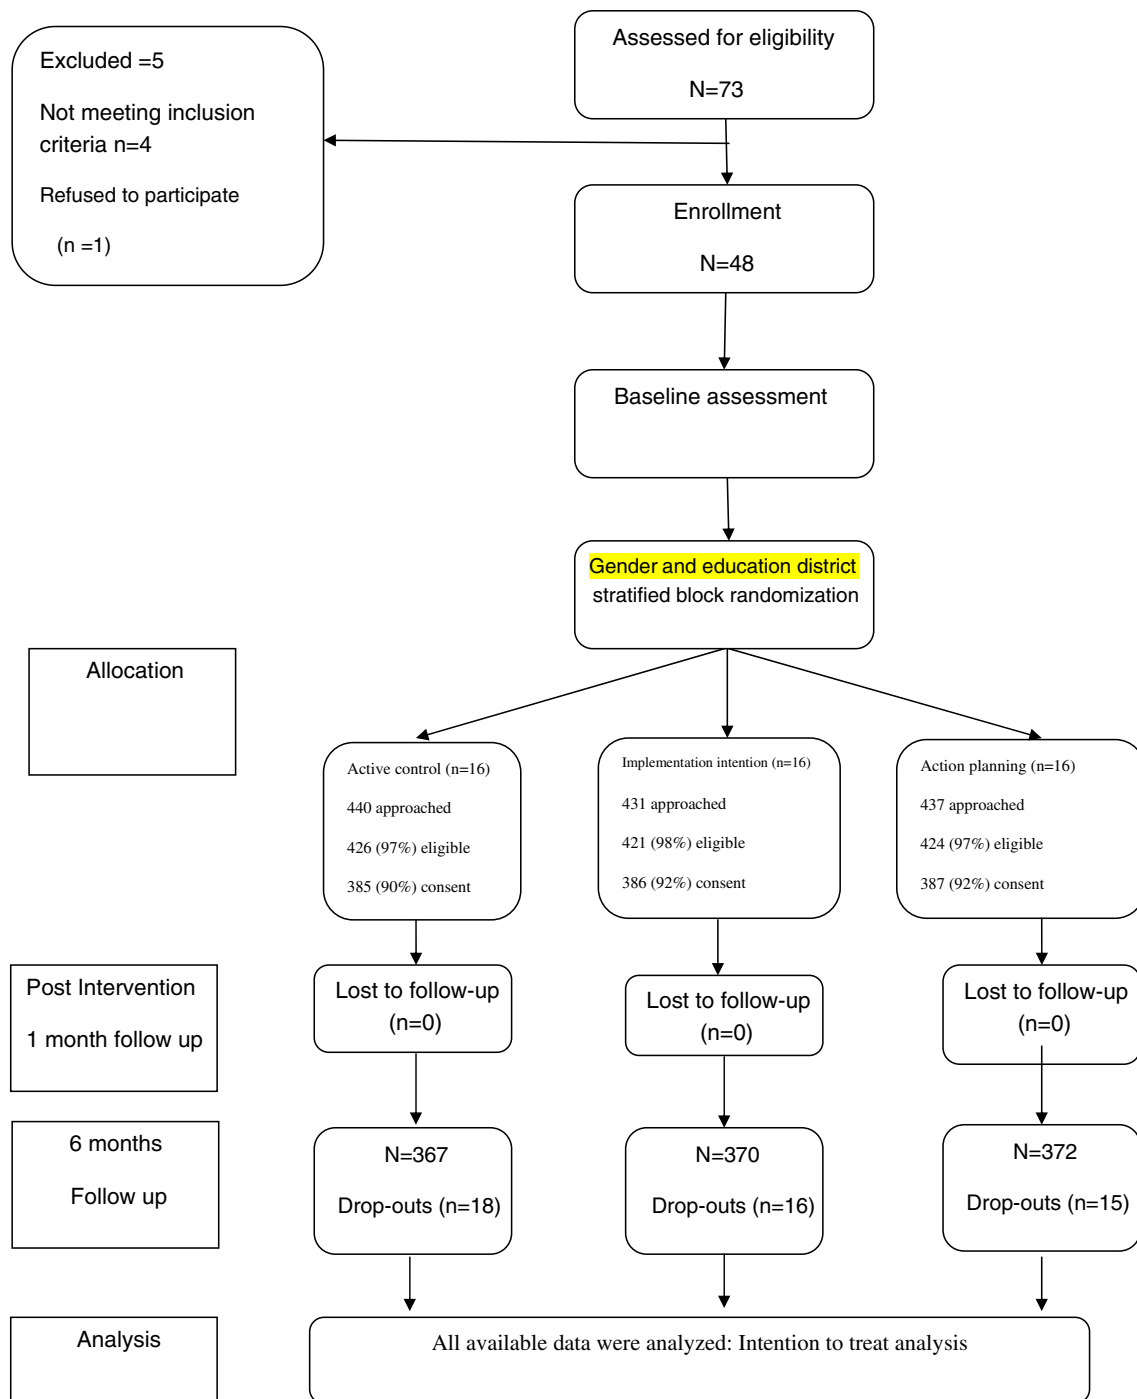 Assessed for eligibility
N=73
Excluded =5
Not meeting inclusion
criteria n=4
Refused to participate
(n =1)
Enrollment
N=48
Baseline assessment
Gender and education district
stratified block randomization
Allocation
Active control (n=16)
440 approached
426 (97%) eligible
385 (90%) consent
Implementation intention (n=16)
431 approached
421 (98%) eligible
386 (92%) consent
Action planning (n=16)
437 approached
424 (97%) eligible
387 (92%) consent
Post Intervention
1 month follow up
Lost to follow-up
(n=0)
Lost to follow-up
(n=0)
Lost to follow-up
(n=0)
6 months
Follow up
N=367
Drop-outs (n=18)
N=370
Drop-outs (n=16)
N=372
Drop-outs (n=15)
Analysis
All available data were analyzed: Intention to treat analysis